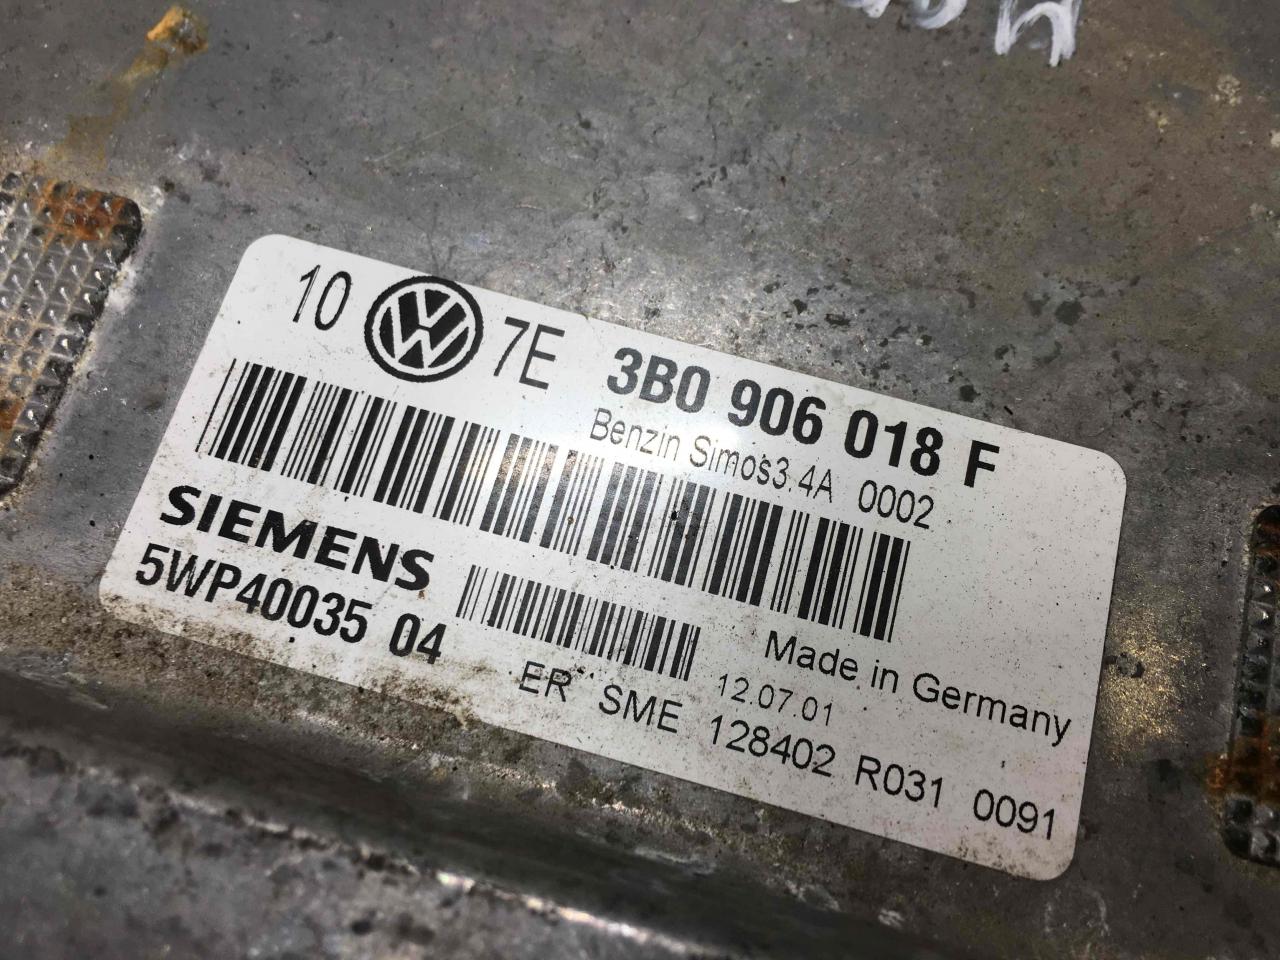 10 VW 7E 3B0 906 018 F
Benzin Simos3.4A 0002
SIEMENS
5WP40035 04
Made in Germany
12.07.01
ER SME 128402 R031 0091